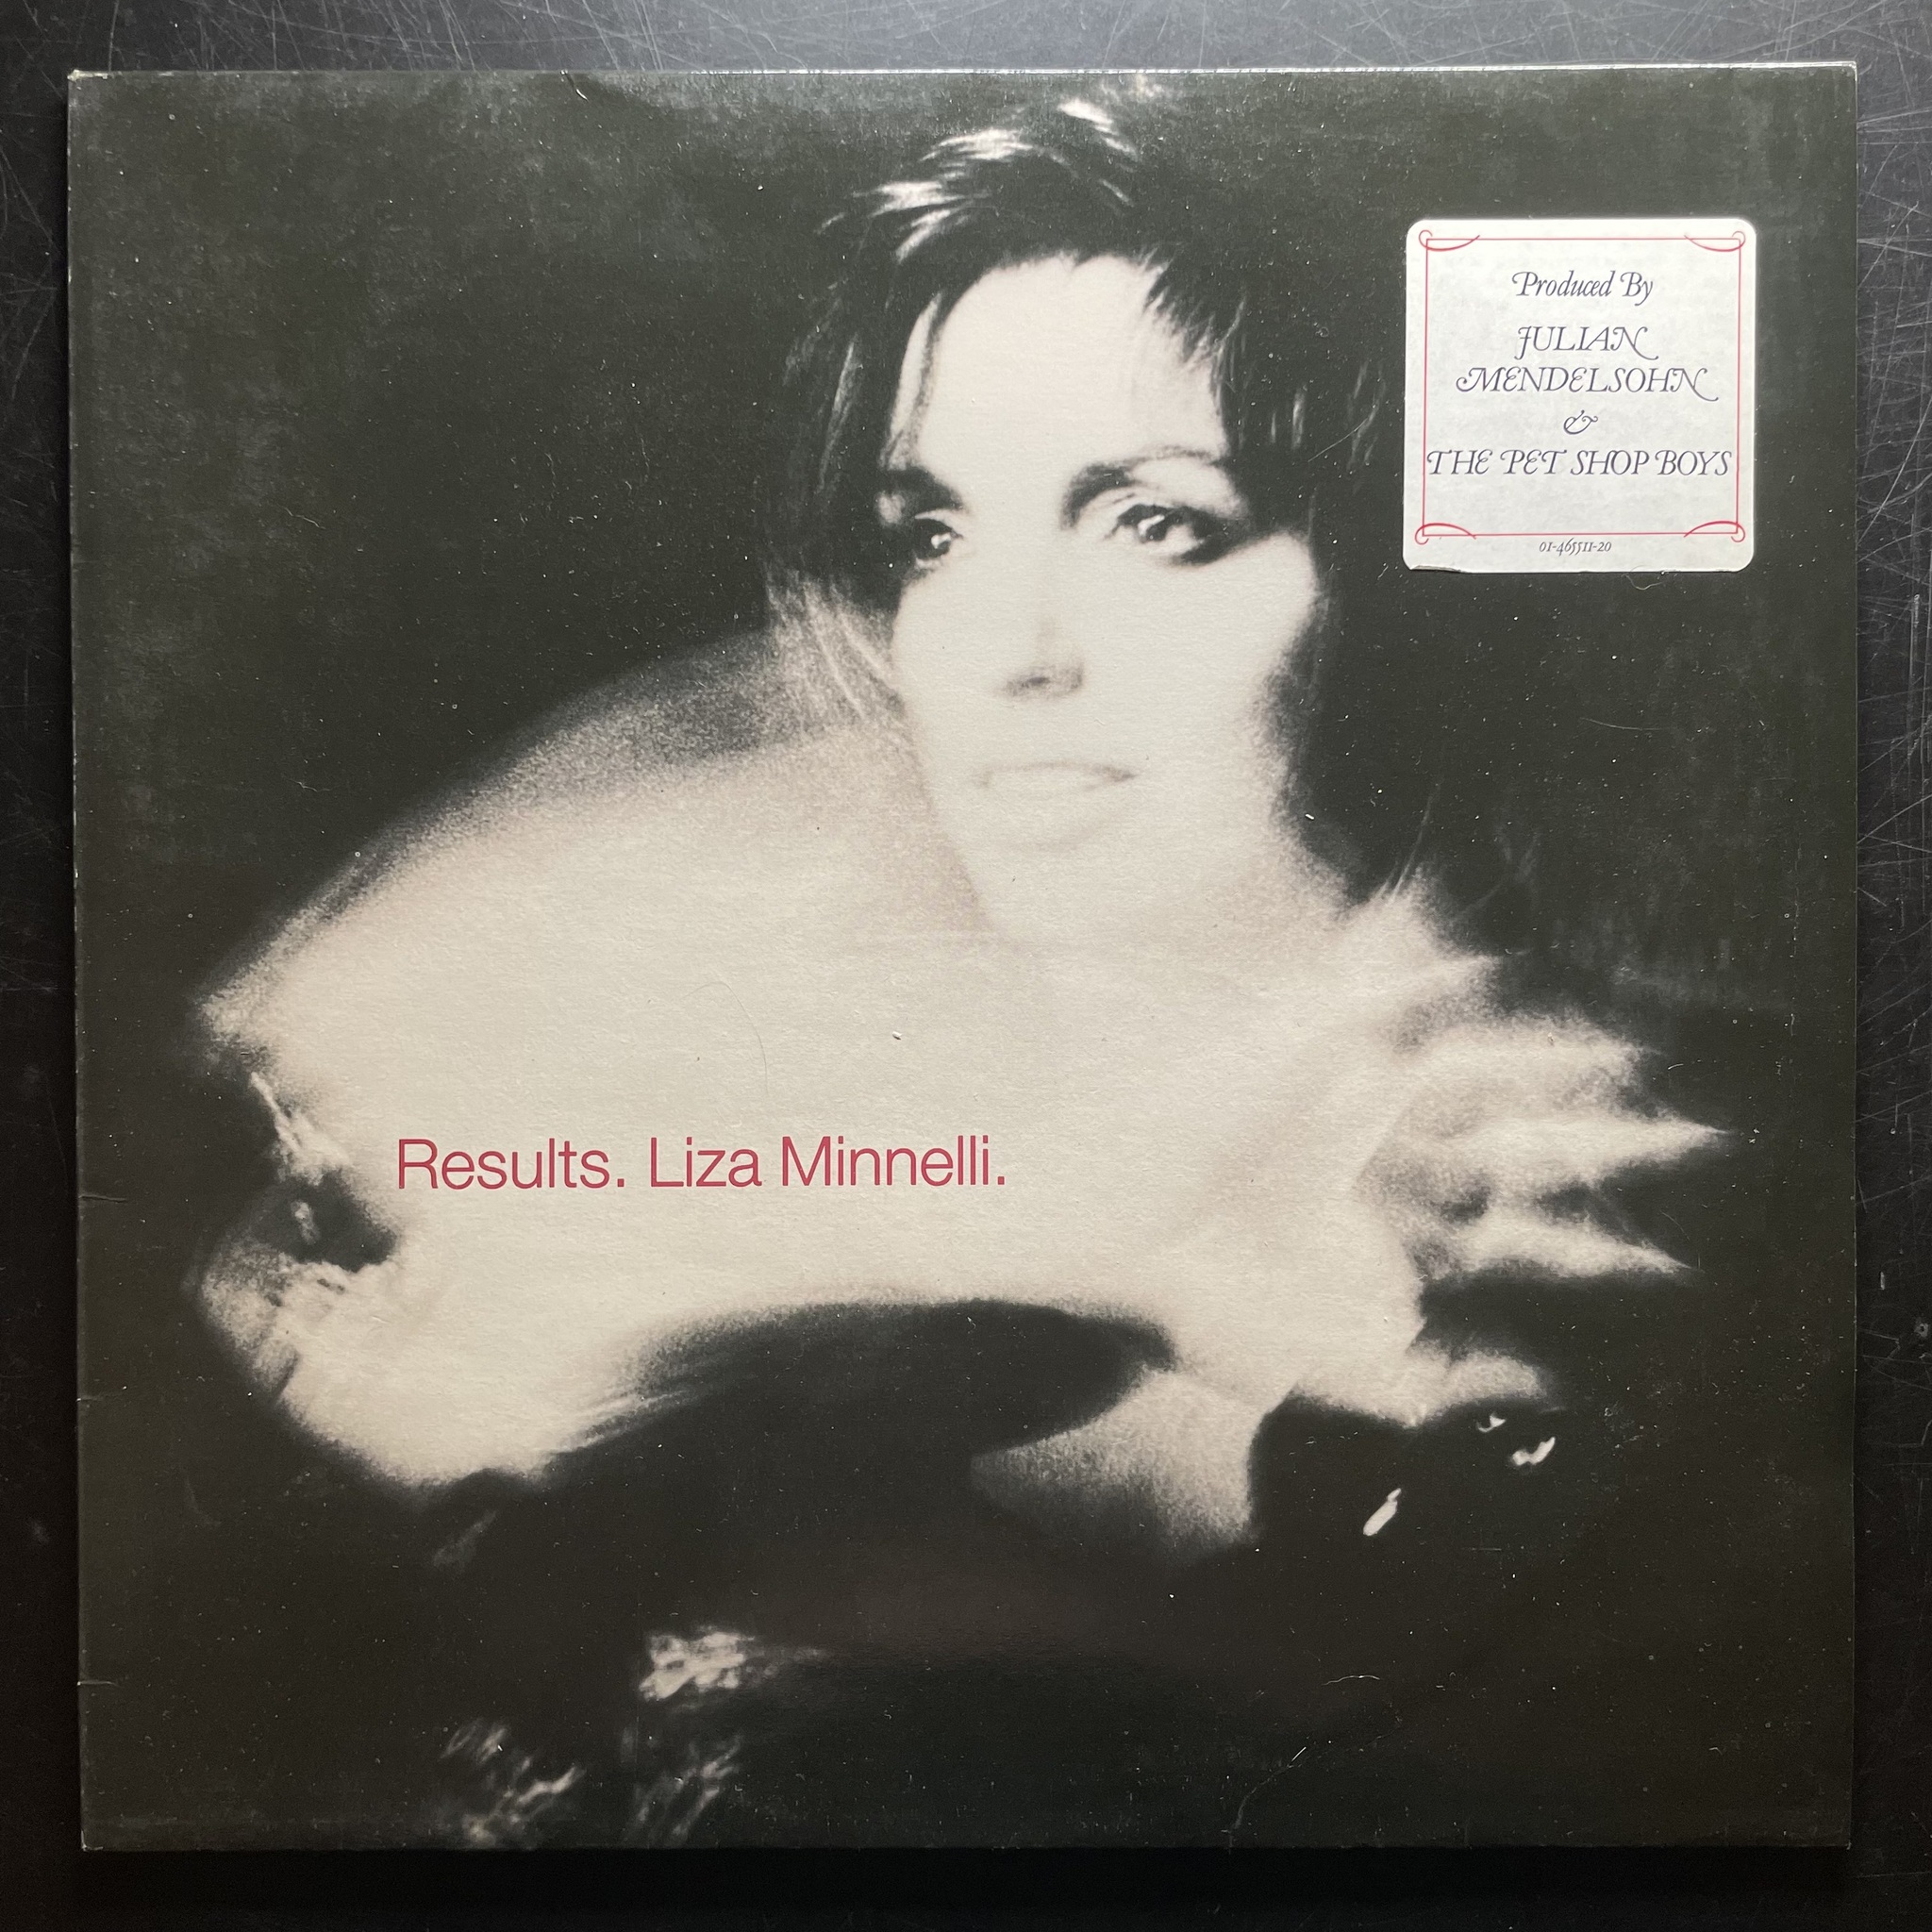 Produced By
JULIAN
MENDELSOHN
&
THE PET SHOP BOYS
01-465511-20
Results. Liza Minnelli.